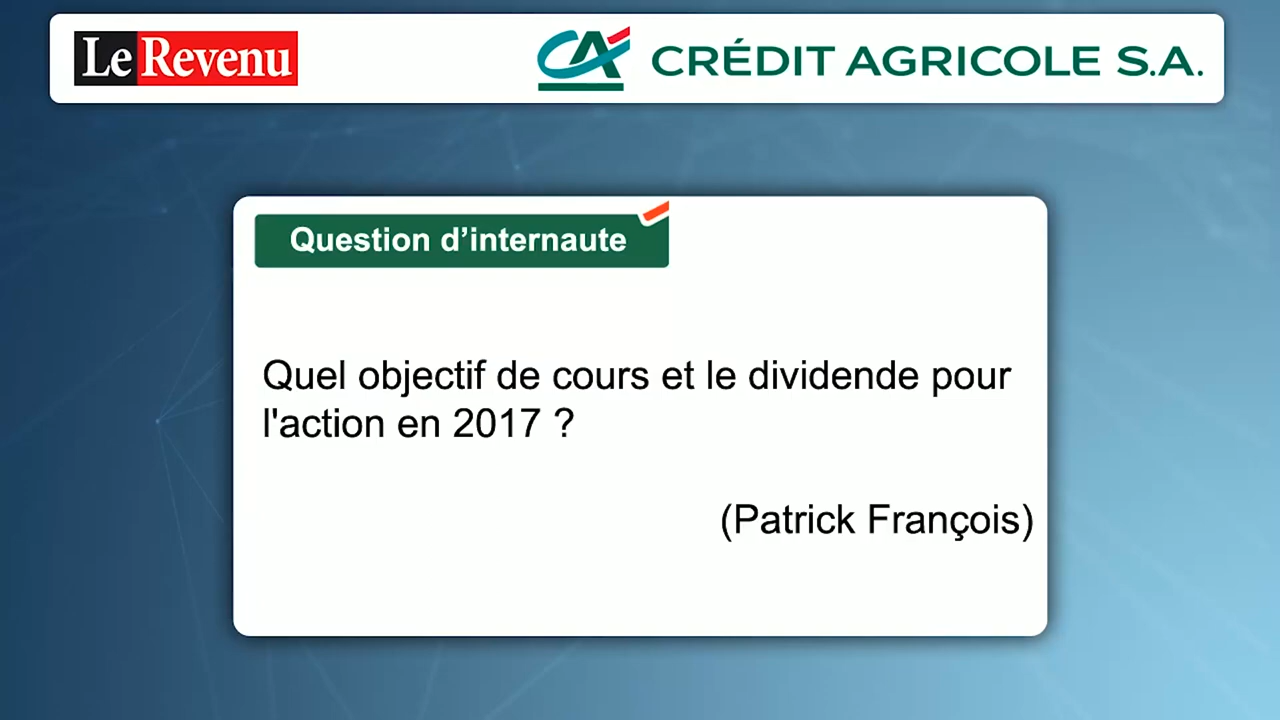 Le Revenu
CA CRÉDIT AGRICOLE S.A.
Question d’internaute
Quel objectif de cours et le dividende pour
l'action en 2017 ?
(Patrick François)